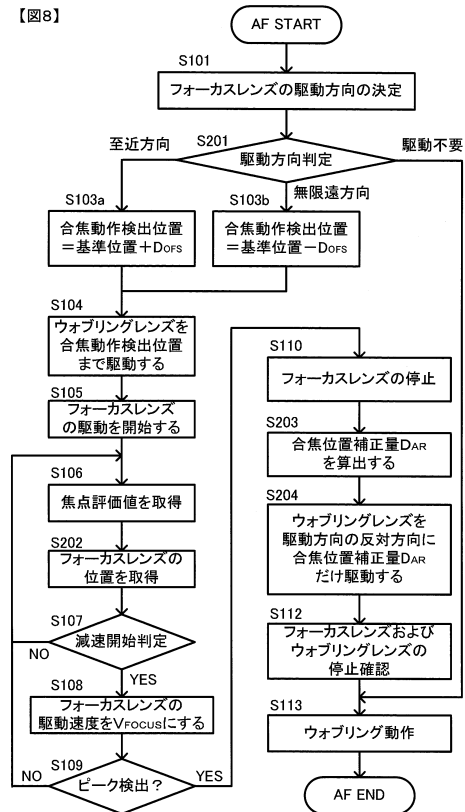 【図8】
AF START
S101
フォーカスレンズの駆動方向の決定
S201
駆動方向判定
至近方向
無限遠方向
駆動不要
S103a
合焦動作検出位置
=基準位置+DOFS
S103b
合焦動作検出位置
=基準位置-DOFS
S104
ウォブリングレンズを
合焦動作検出位置
まで駆動する
S105
フォーカスレンズ
の駆動を開始する
S106
焦点評価値を取得
S202
フォーカスレンズの
位置を取得
S107
減速開始判定
NO
YES
S108
フォーカスレンズの
駆動速度をVFOCUSにする
S109
ピーク検出?
NO
YES
S110
フォーカスレンズの停止
S203
合焦位置補正量DAR
を算出する
S204
ウォブリングレンズを
駆動方向の反対方向に
合焦位置補正量DAR
だけ駆動する
S112
フォーカスレンズおよび
ウォブリングレンズの
停止確認
S113
ウォブリング動作
AF END